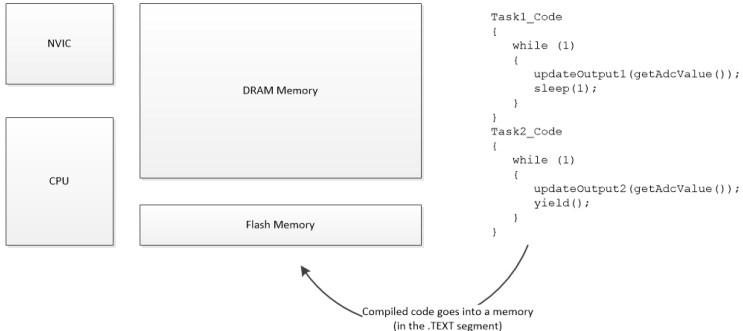 NVIC
DRAM Memory
CPU
Flash Memory
Task1_Code
{
while (1)
{
updateOutput1(getAdcValue());
sleep(1);
}
}
Task2_Code
{
while (1)
{
updateOutput2(getAdcValue());
yield();
}
}
Compiled code goes into a memory
(in the .TEXT segment)